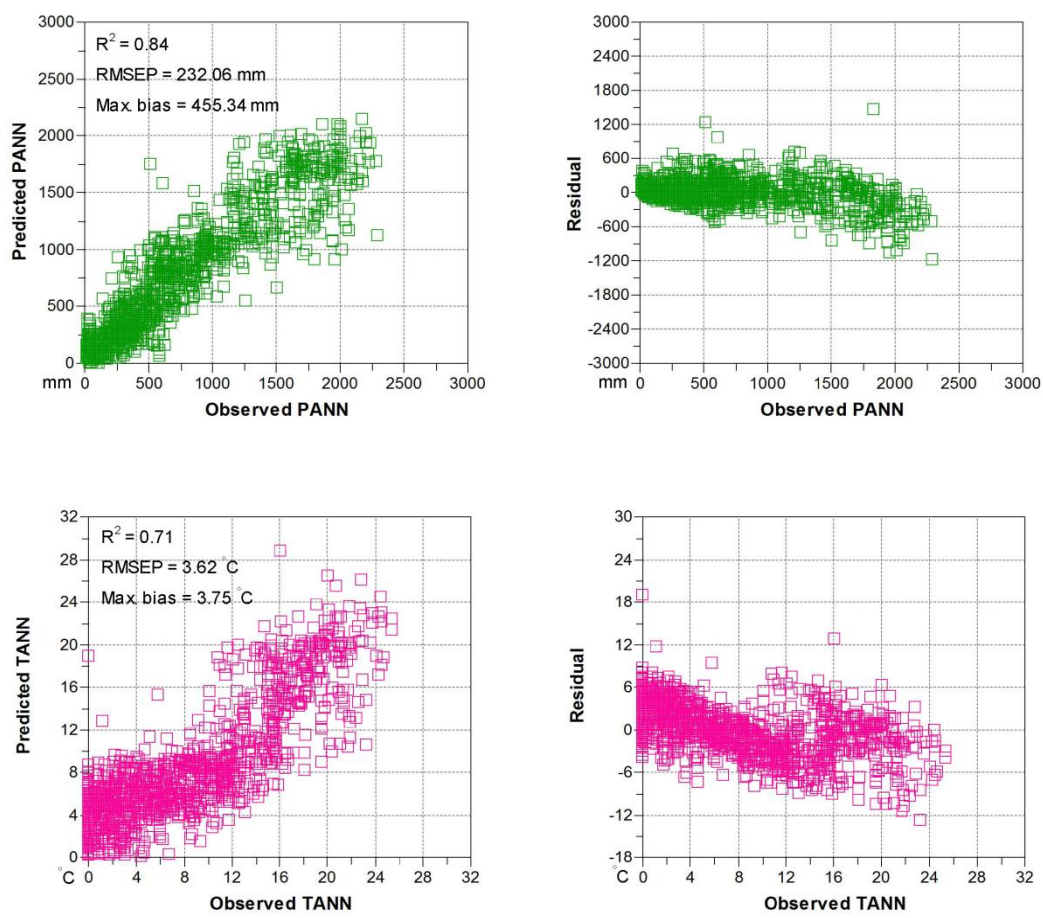 3000
2500
2000
1500
1000
500
0
R² = 0.84
RMSEP = 232.06 mm
Max. bias = 455.34 mm
Predicted PANN
mm 0 500 1000 1500 2000 2500 3000
Observed PANN
3000
2400
1800
1200
600
0
-600
-1200
-1800
-2400
-3000
Residual
mm 0 500 1000 1500 2000 2500 3000
Observed PANN
32
28
24
20
16
12
8
4
0
R² = 0.71
RMSEP = 3.62 °C
Max. bias = 3.75 °C
Predicted TANN
°C 0 4 8 12 16 20 24 28 32
Observed TANN
30
24
18
12
6
0
-6
-12
-18
Residual
°C 0 4 8 12 16 20 24 28 32
Observed TANN